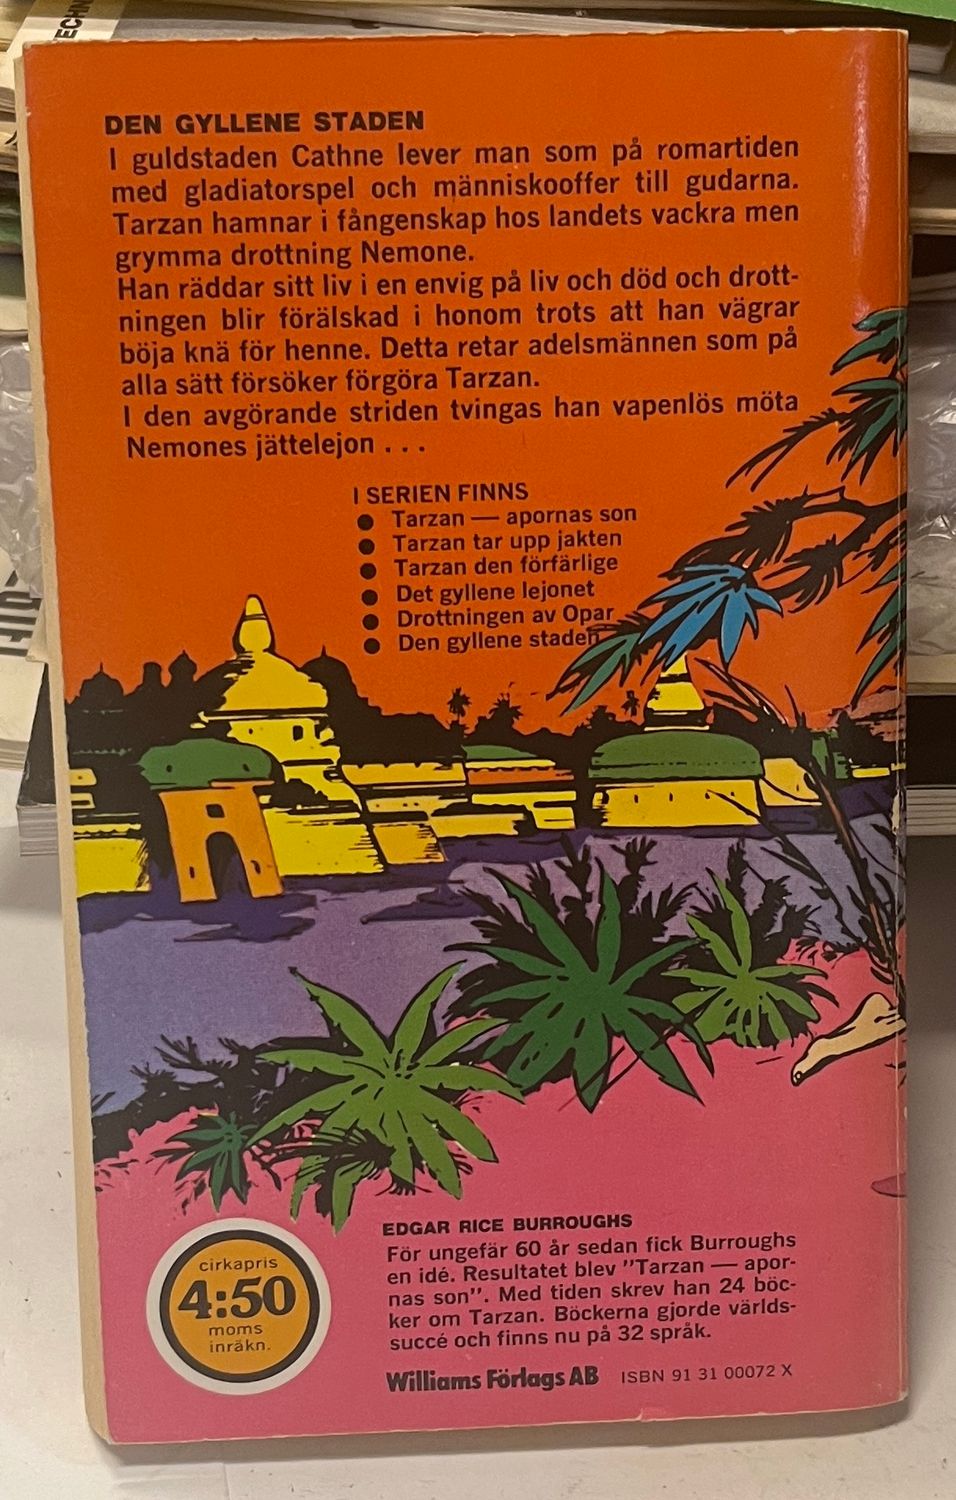 TECHN
DEN GYLLENE STADEN
I guldstaden Cathne lever man som på romartiden
med gladiatorspel och människooffer till gudarna.
Tarzan hamnar i fångenskap hos landets vackra men
grymma drottning Nemone.
Han räddar sitt liv i en envig på liv och död och drott-
ningen blir förälskad i honom trots att han vägrar
böja knä för henne. Detta retar adelsmännen som på
alla sätt försöker förgöra Tarzan.
I den avgörande striden tvingas han vapenlös möta
Nemones jättelejon . . .
I SERIEN FINNS
● Tarzan — apornas son
● Tarzan tar upp jakten
● Tarzan den förfärlige
● Det gyllene lejonet
● Drottningen av Opar
● Den gyllene staden
cirkapris
4:50
moms
inräkn.
EDGAR RICE BURROUGHS
För ungefär 60 år sedan fick Burroughs
en idé. Resultatet blev "Tarzan — apor-
nas son". Med tiden skrev han 24 böc-
ker om Tarzan. Böckerna gjorde världs-
succé och finns nu på 32 språk.
Williams Förlags AB ISBN 91 31 00072 X